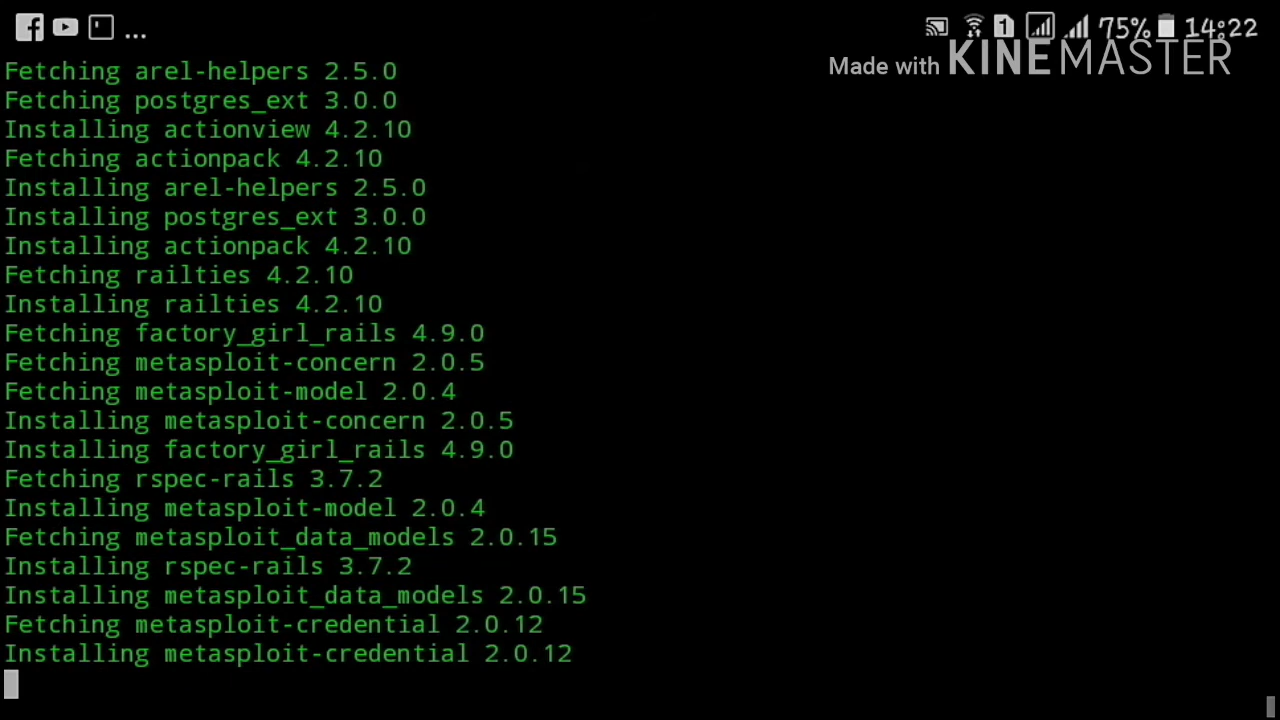 ... 1 75% 14:22
Made with KINEMASTER
Fetching arel-helpers 2.5.0
Fetching postgres_ext 3.0.0
Installing actionview 4.2.10
Fetching actionpack 4.2.10
Installing arel-helpers 2.5.0
Installing postgres_ext 3.0.0
Installing actionpack 4.2.10
Fetching railties 4.2.10
Installing railties 4.2.10
Fetching factory_girl_rails 4.9.0
Fetching metasploit-concern 2.0.5
Fetching metasploit-model 2.0.4
Installing metasploit-concern 2.0.5
Installing factory_girl_rails 4.9.0
Fetching rspec-rails 3.7.2
Installing metasploit-model 2.0.4
Fetching metasploit_data_models 2.0.15
Installing rspec-rails 3.7.2
Installing metasploit_data_models 2.0.15
Fetching metasploit-credential 2.0.12
Installing metasploit-credential 2.0.12